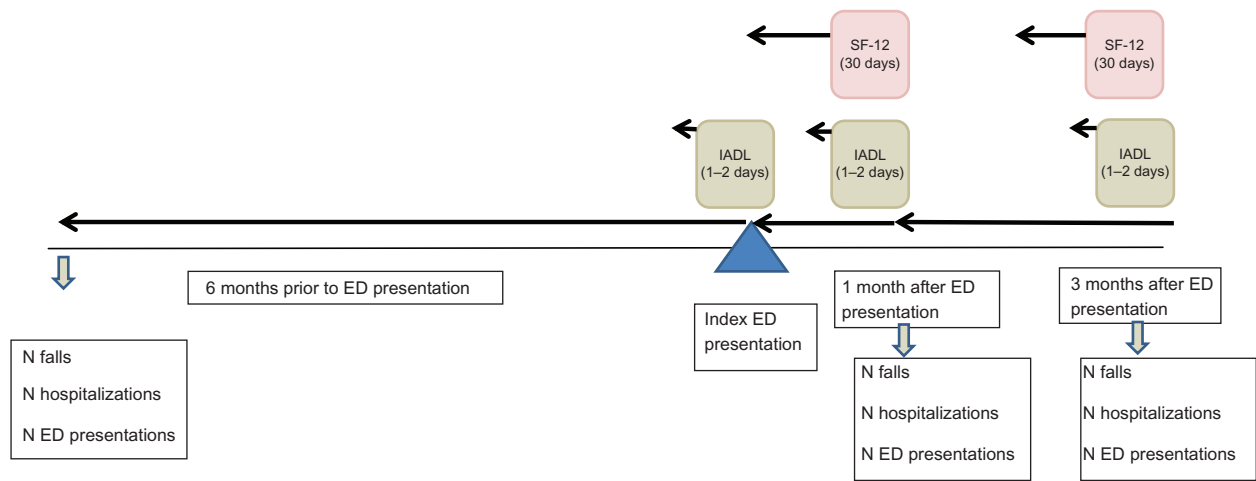 SF-12
(30 days)
SF-12
(30 days)
IADL
(1–2 days)
IADL
(1–2 days)
IADL
(1–2 days)
6 months prior to ED presentation
Index ED
presentation
1 month after ED
presentation
3 months after ED
presentation
N falls
N hospitalizations
N ED presentations
N falls
N hospitalizations
N ED presentations
N falls
N hospitalizations
N ED presentations